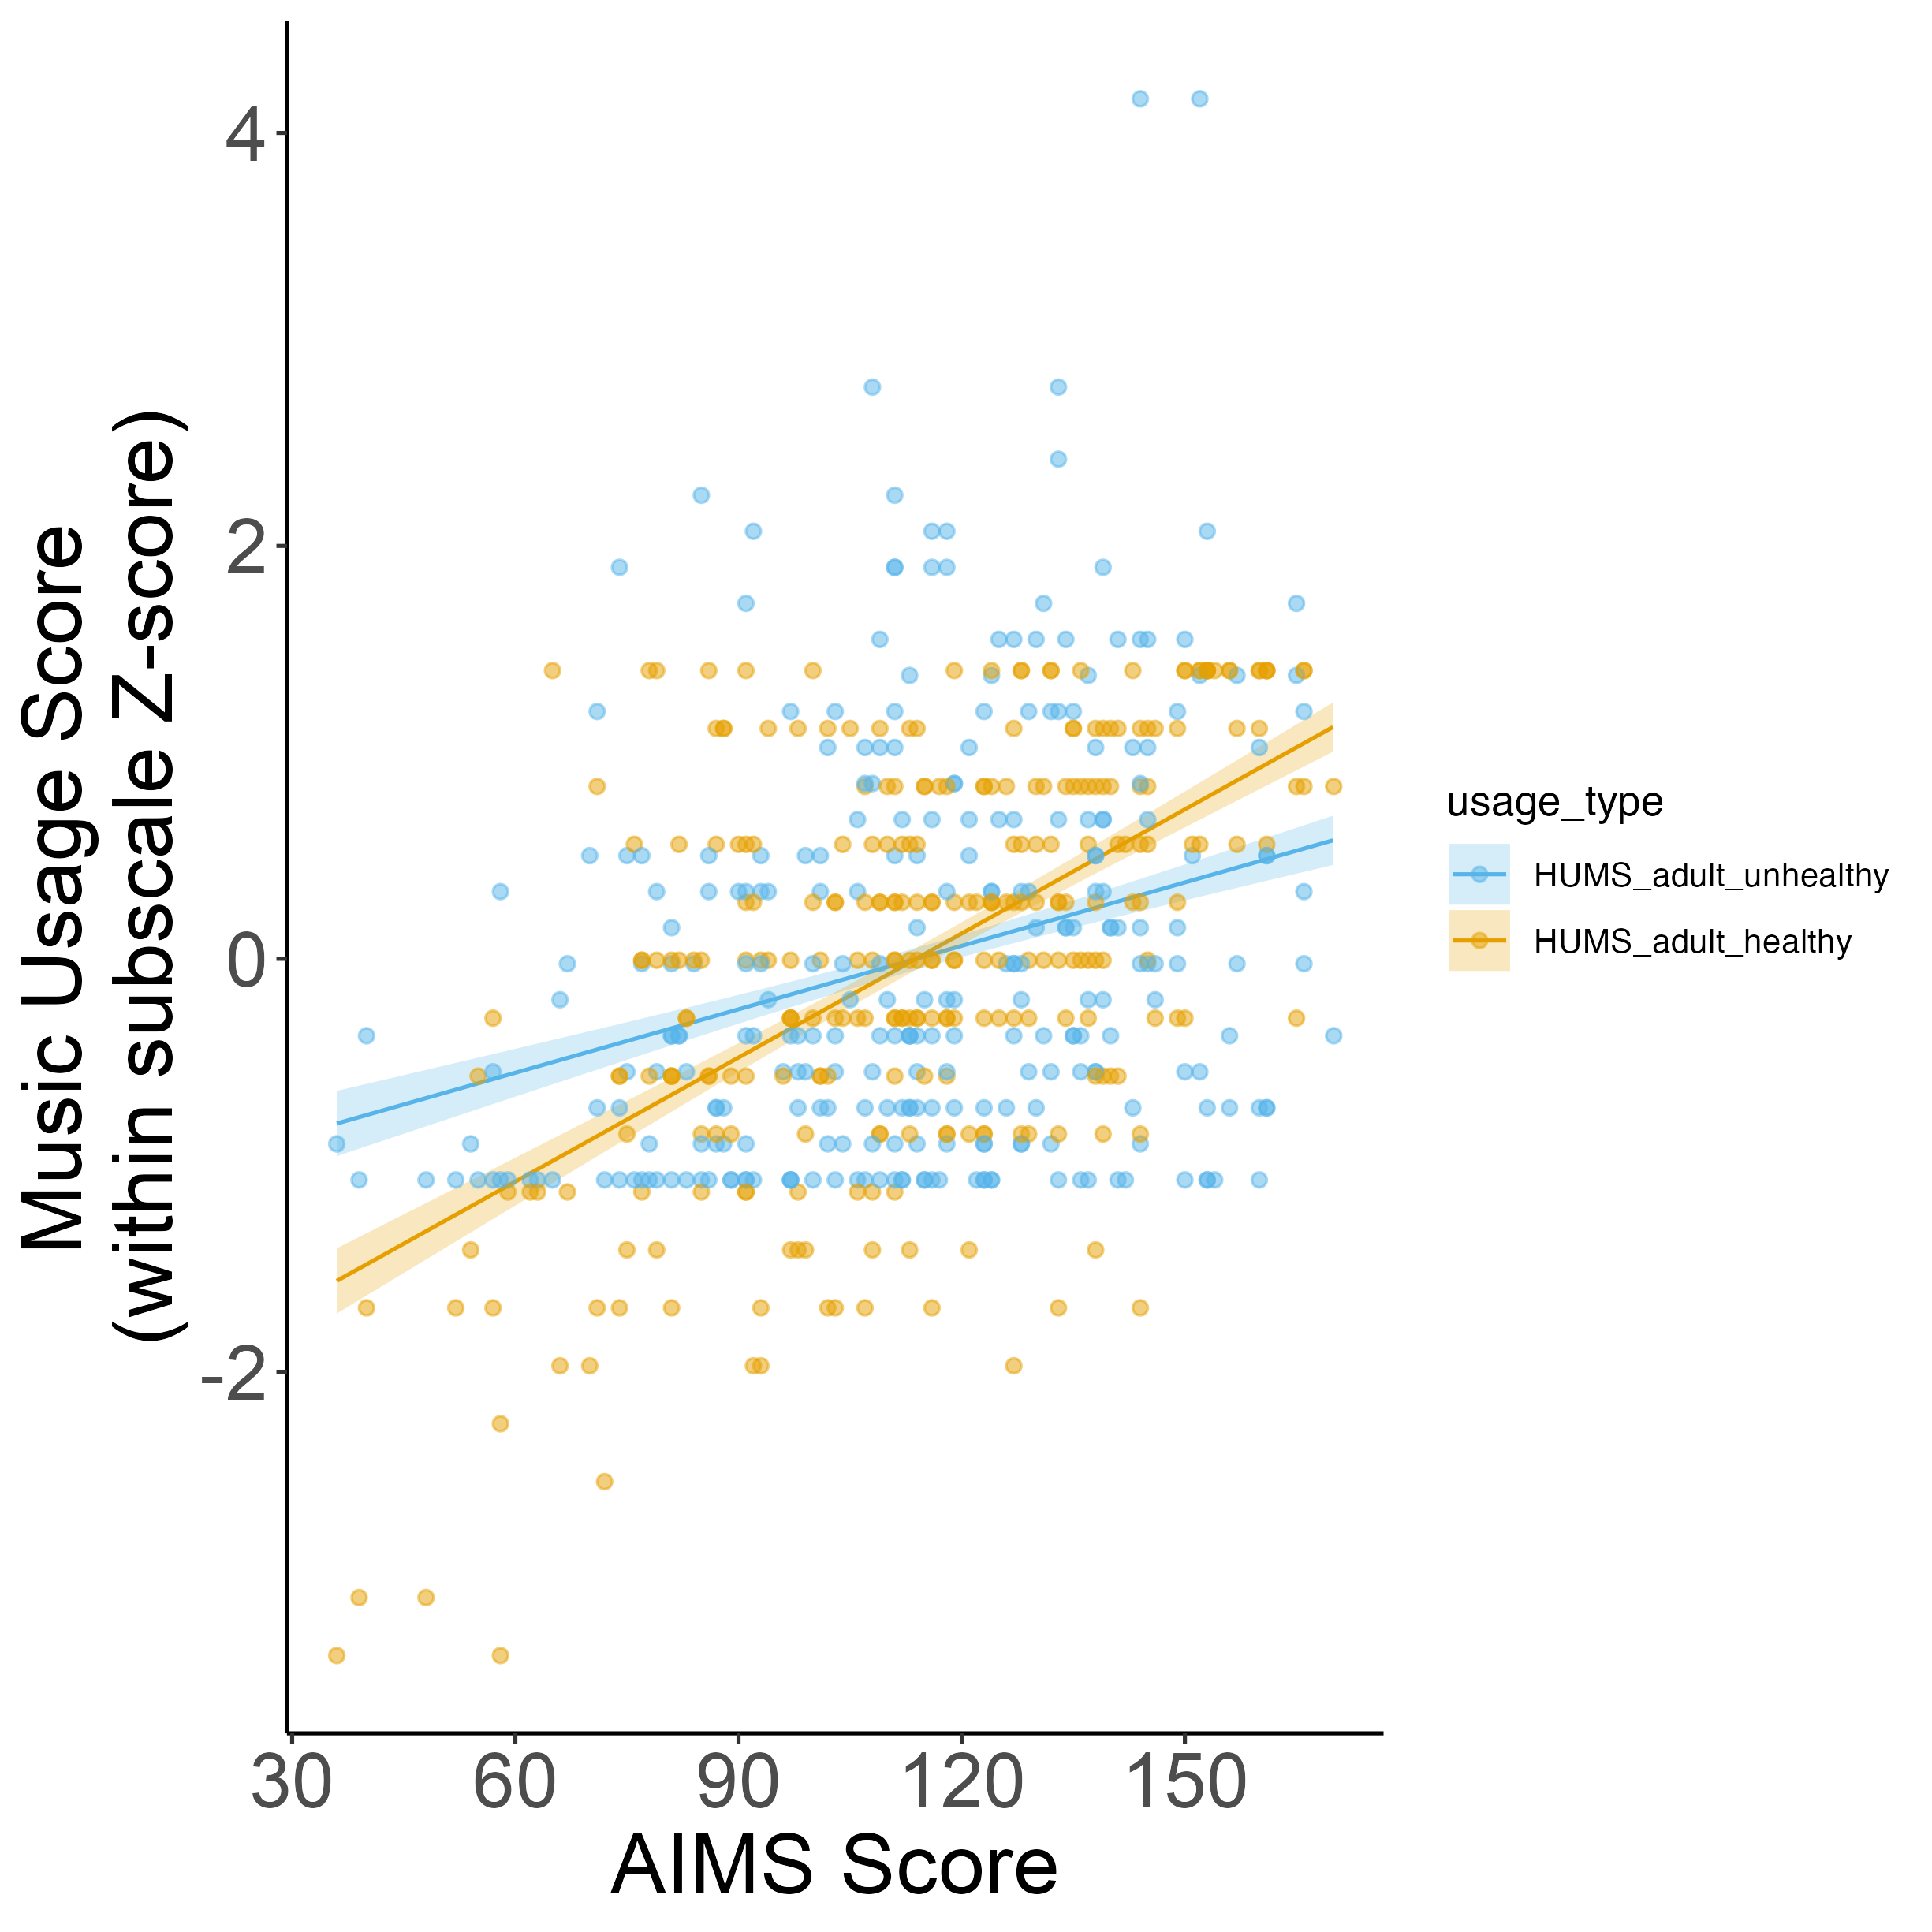 Music Usage Score
(within subscale Z-score)
4
2
0
-2
30 60 90 120 150
AIMS Score
usage_type
HUMS_adult_unhealthy
HUMS_adult_healthy